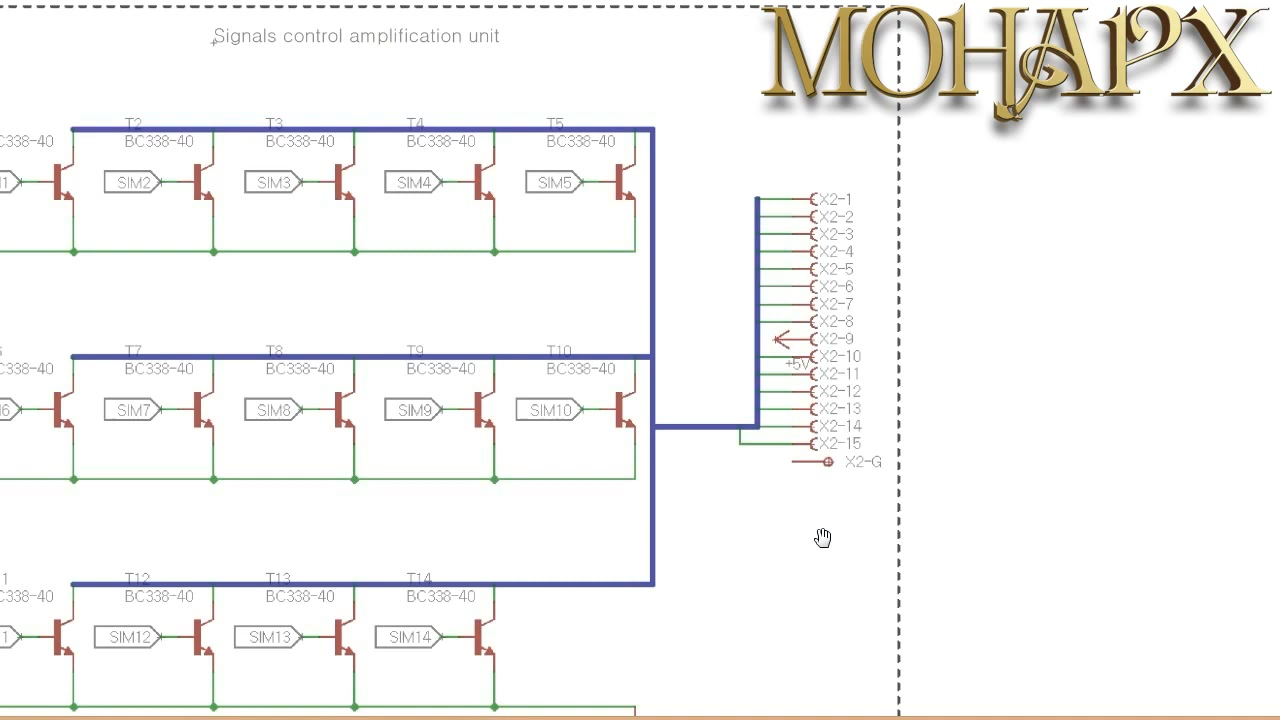 МОНАРХ
Signals control amplification unit
T2 T3 T4 T5
C338-40 BC338-40 BC338-40 BC338-40 BC338-40
SIM2 SIM3 SIM4 SIM5
X2-1
X2-2
X2-3
X2-4
X2-5
X2-6
X2-7
X2-8
X2-9
X2-10
+5V
X2-11
X2-12
X2-13
X2-14
X2-15
X2-G
T7 T8 T9 T10
BC338-40 BC338-40 BC338-40 BC338-40 BC338-40
SIM7 SIM8 SIM9 SIM10
T12 T13 T14
BC338-40 BC338-40 BC338-40 BC338-40
SIM12 SIM13 SIM14